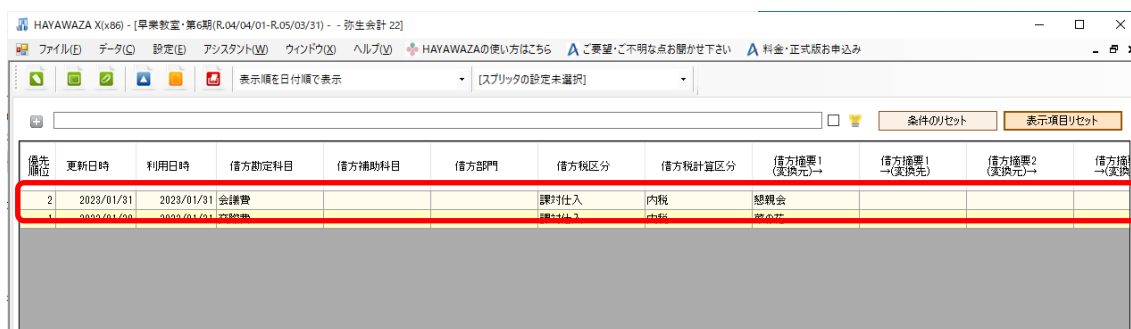 HAYAWAZA X(x86) - [早業教室・第6期(R.04/04/01-R.05/03/31) - - 弥生会計 22]
ファイル(F) データ(C) 設定(E) アシスタント(W) ウィンドウ(X) ヘルプ(V) HAYAWAZAの使い方はこちら ご要望・ご不明な点お聞かせ下さい 料金・正式版お申込み
表示順を日付順で表示 [スプリッタの設定未選択]
条件のリセット 表示項目リセット
優先順位 更新日時 利用日時 借方勘定科目 借方補助科目 借方部門 借方税区分 借方税計算区分 借方摘要1(変換元)→ 借方摘要1→(変換先) 借方摘要2(変換元)→ 借方摘
2 2023/01/31 2023/01/31 会議費 課対仕入 内税 懇親会